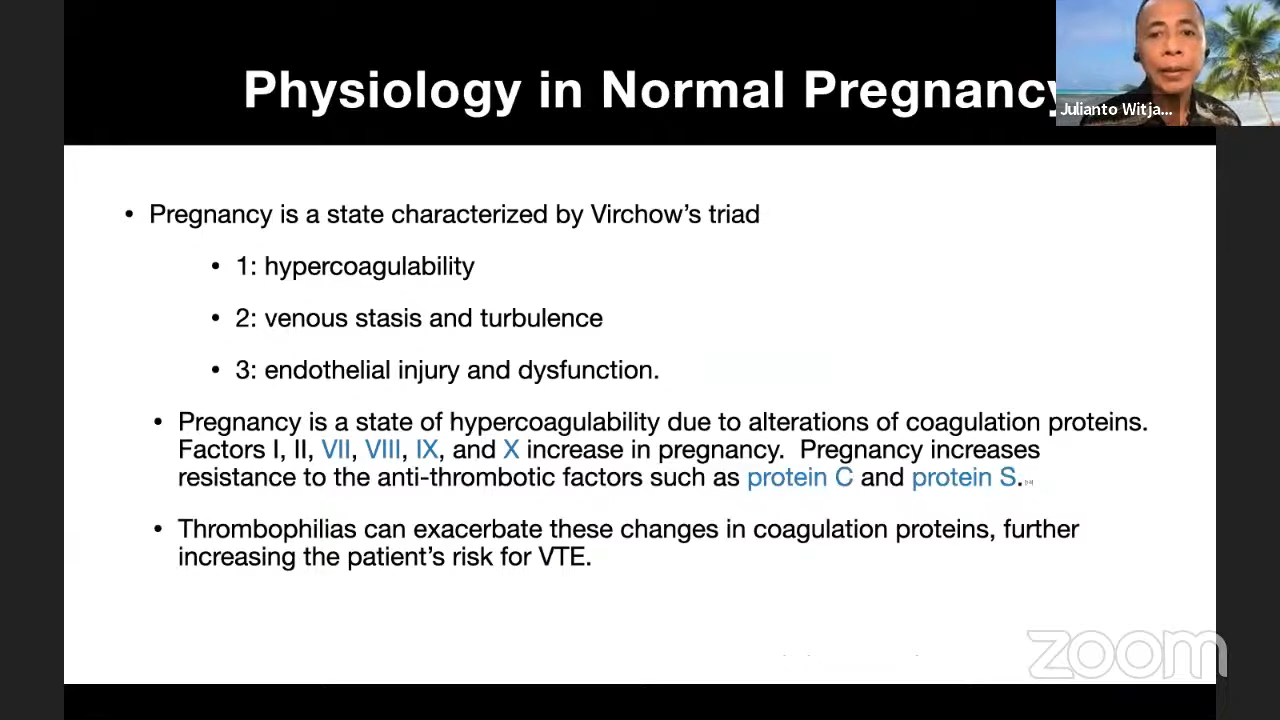 Physiology in Normal Pregnancy
Julianto Witja...
• Pregnancy is a state characterized by Virchow's triad
• 1: hypercoagulability
• 2: venous stasis and turbulence
• 3: endothelial injury and dysfunction.
• Pregnancy is a state of hypercoagulability due to alterations of coagulation proteins.
Factors I, II, VII, VIII, IX, and X increase in pregnancy. Pregnancy increases
resistance to the anti-thrombotic factors such as protein C and protein S.
• Thrombophilias can exacerbate these changes in coagulation proteins, further
increasing the patient's risk for VTE.
zoom